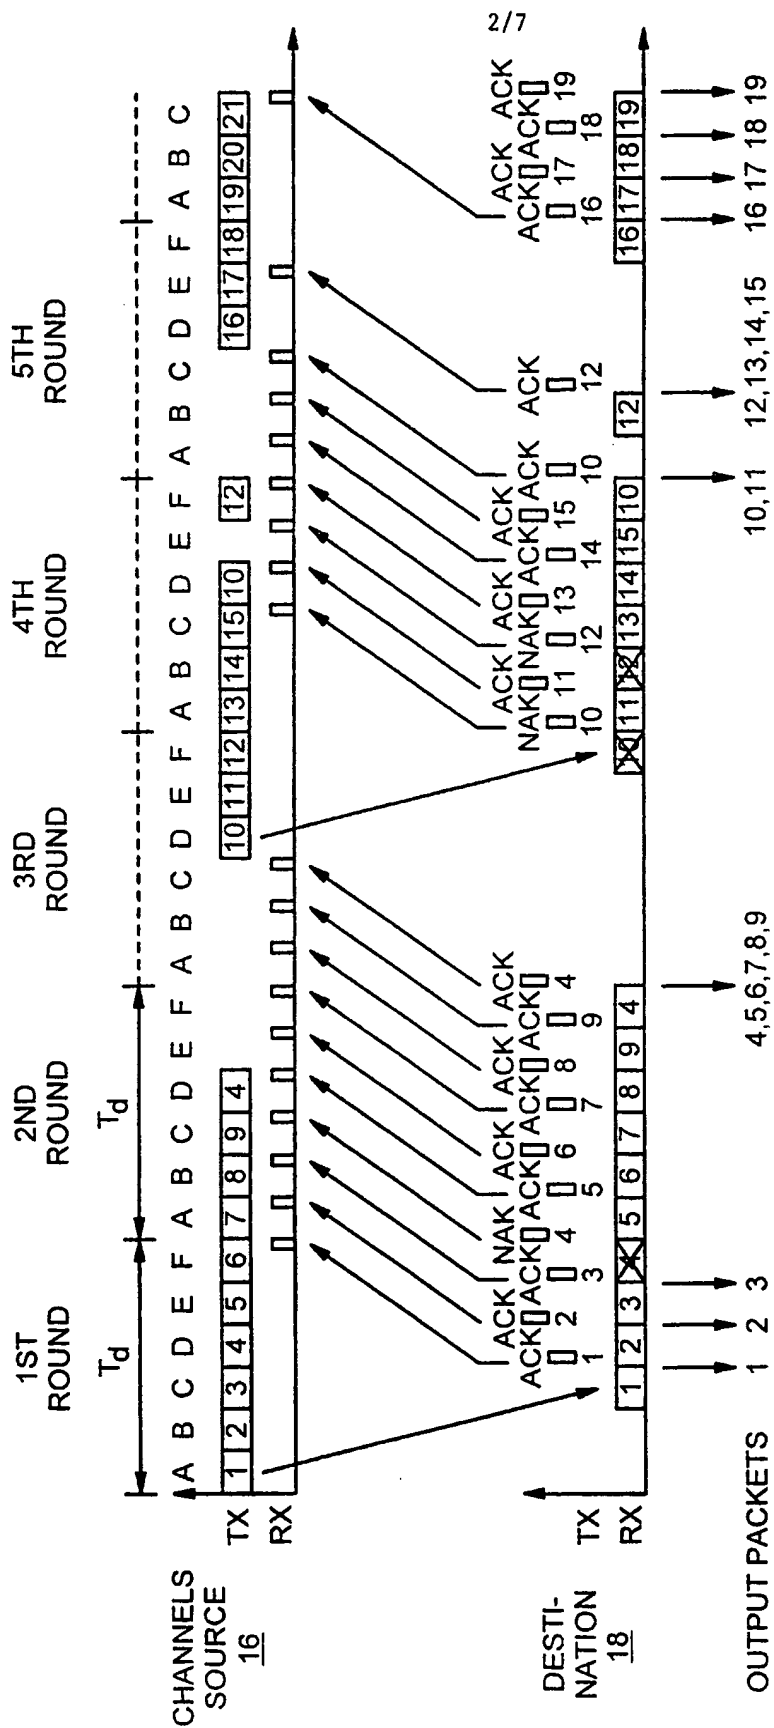 2/7
1ST ROUND
2ND ROUND
3RD ROUND
4TH ROUND
5TH ROUND
Td Td
CHANNELS A B C D E F A B C D E F A B C D E F A B C D E F A B C D E F A B C
SOURCE 16
TX 1 2 3 4 5 6 7 8 9 4 10 11 12 13 14 15 10 12 16 17 18 19 20 21
RX
DESTI-
NATION
18
ACK NAK ACK ACK ACK ACK ACK ACK ACK ACK
ACK ACK ACK ACK ACK NAK NAK ACK ACK ACK ACK ACK
TX 1 2 3 4 5 6 7 8 9 4 10 11 12 13 14 15 10 12 16 17 18 19
RX 1 2 3 4 5 6 7 8 9 4 10 11 12 13 14 15 10 12 16 17 18 19
OUTPUT PACKETS 1 2 3 4,5,6,7,8,9 10,11 12,13,14,15 16 17 18 19